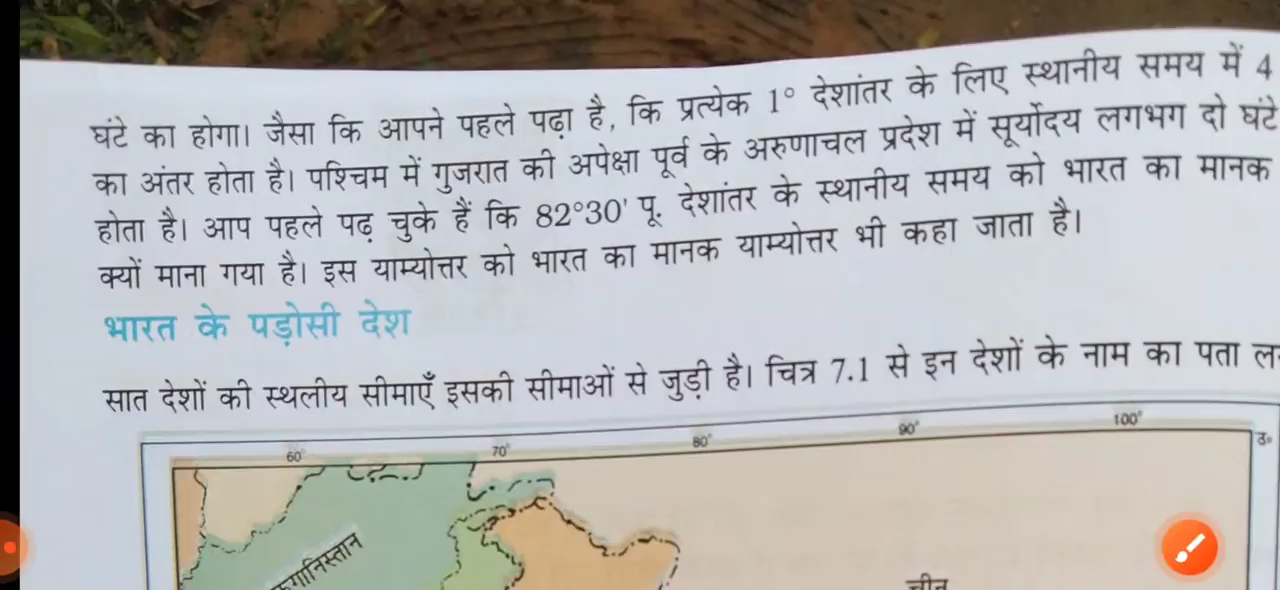 घंटे का होगा। जैसा कि आपने पहले पढ़ा है, कि प्रत्येक 1° देशांतर के लिए स्थानीय समय में 4
का अंतर होता है। पश्चिम में गुजरात की अपेक्षा पूर्व के अरुणाचल प्रदेश में सूर्योदय लगभग दो घंटे
होता है। आप पहले पढ़ चुके हैं कि 82°30' पू. देशांतर के स्थानीय समय को भारत का मानक
क्यों माना गया है। इस याम्योत्तर को भारत का मानक याम्योत्तर भी कहा जाता है।
भारत के पड़ोसी देश
सात देशों की स्थलीय सीमाएँ इसकी सीमाओं से जुड़ी है। चित्र 7.1 से इन देशों के नाम का पता
60° 70° 80° 90° 100°
उ॰
चीन